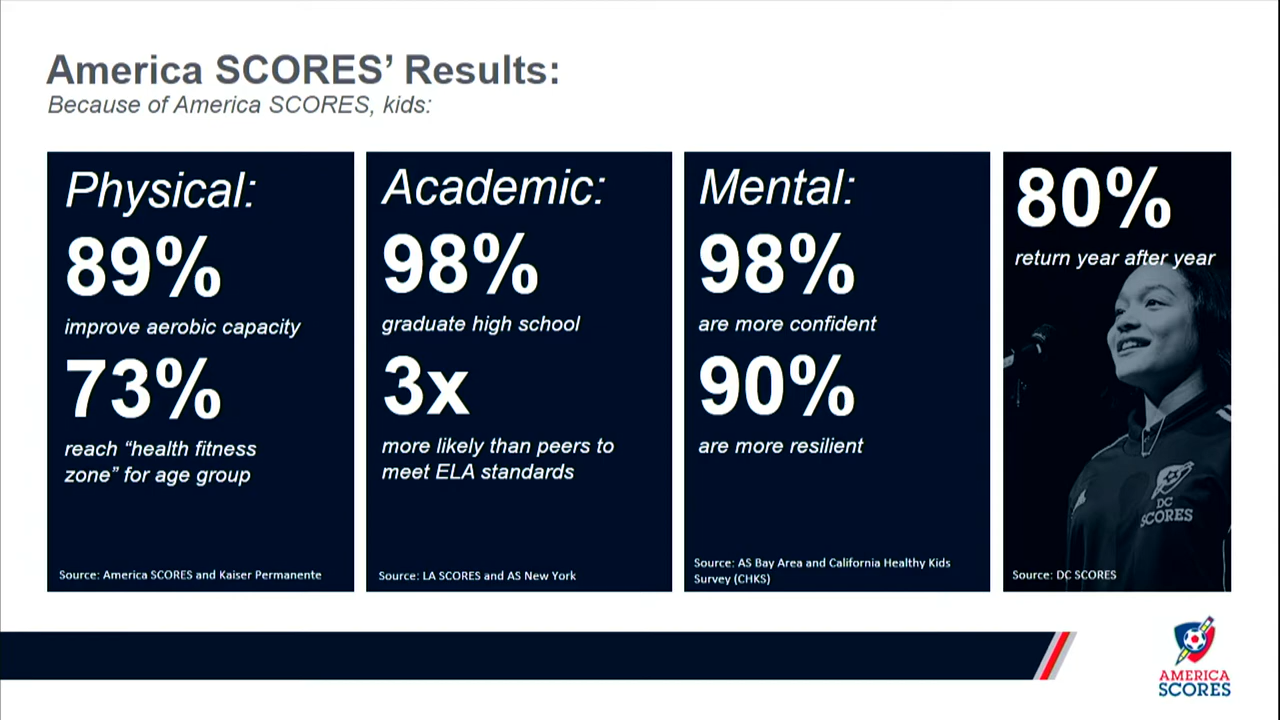 America SCORES’ Results:
Because of America SCORES, kids:
Physical:
89%
improve aerobic capacity
73%
reach “health fitness
zone” for age group
Source: America SCORES and Kaiser Permanente
Academic:
98%
graduate high school
3x
more likely than peers to
meet ELA standards
Source: LA SCORES and AS New York
Mental:
98%
are more confident
90%
are more resilient
Source: AS Bay Area and California Healthy Kids
Survey (CHKS)
80%
return year after year
DC
SCORES
Source: DC SCORES
AMERICA
SCORES